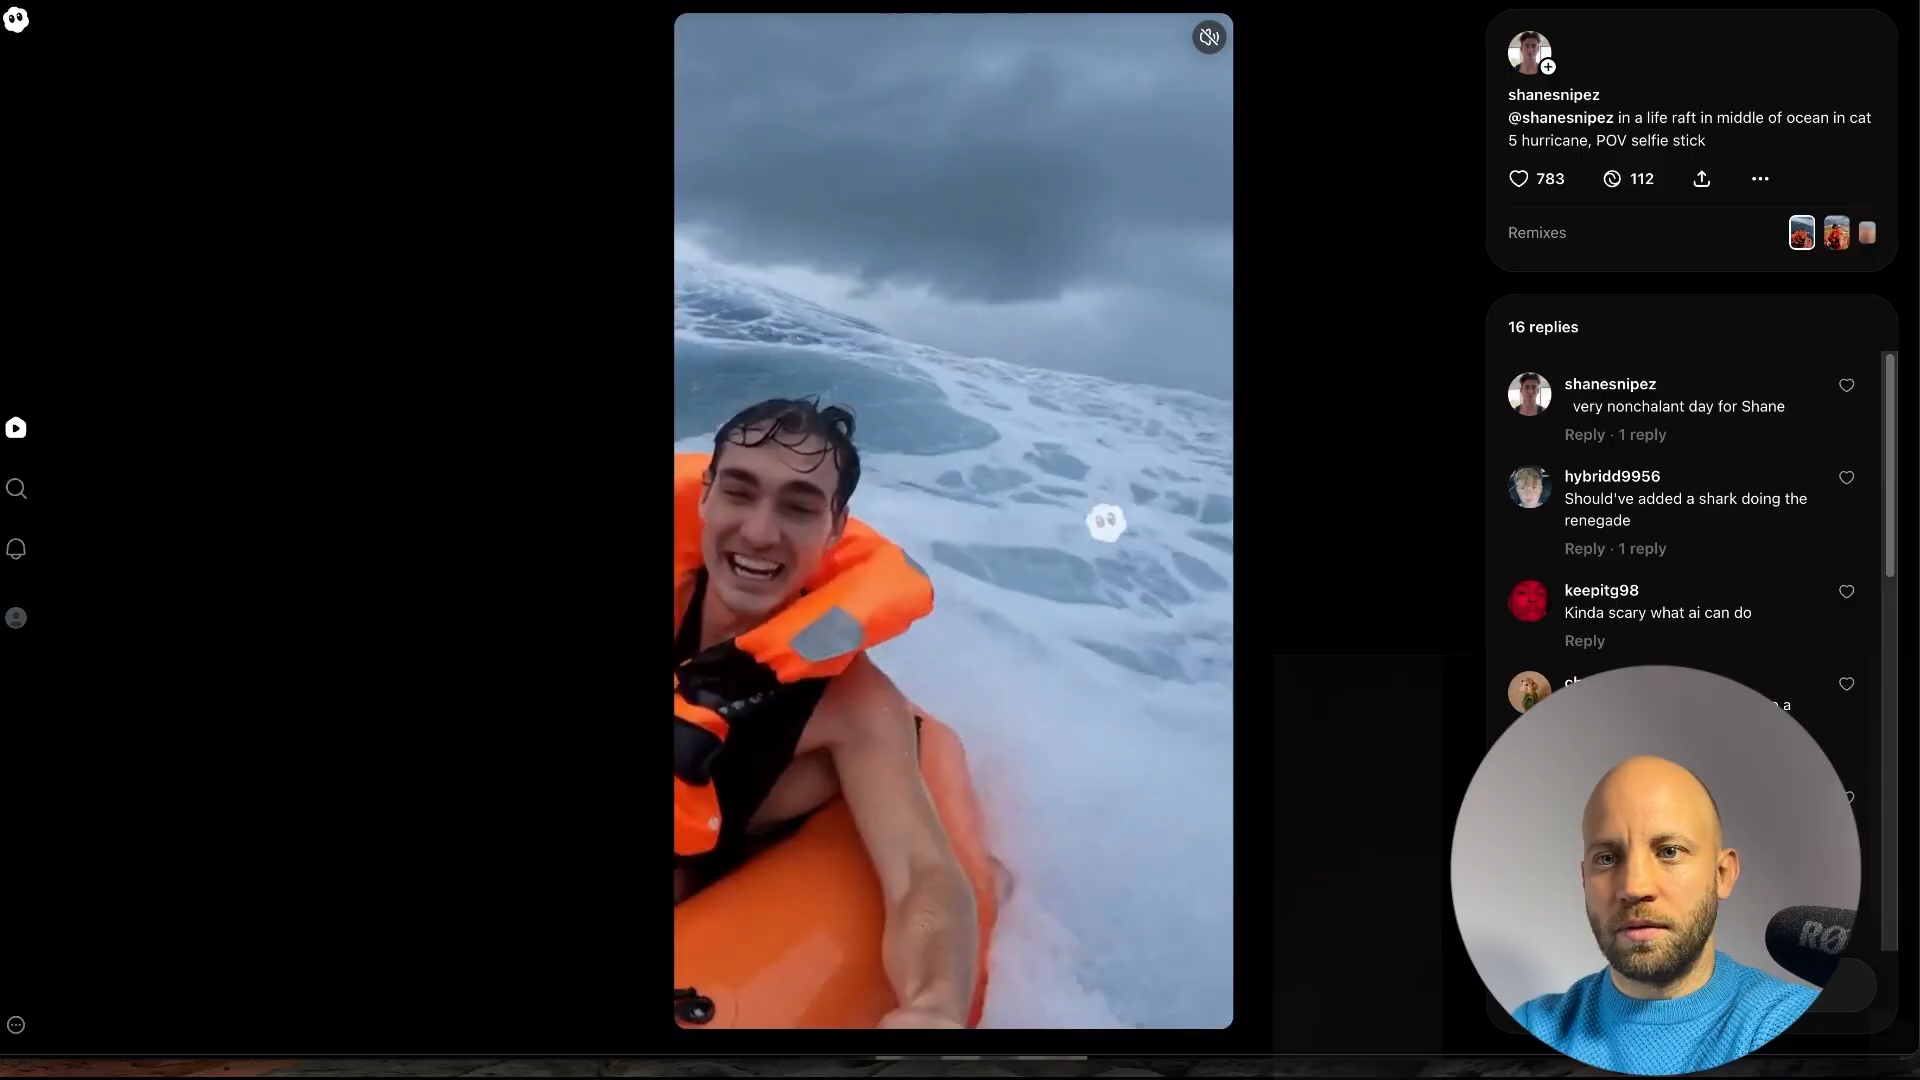 shanesnipez
@shanesnipez in a life raft in middle of ocean in cat
5 hurricane, POV selfie stick
783
112
Remixes
16 replies
shanesnipez
very nonchalant day for Shane
Reply · 1 reply
hybridd9956
Should've added a shark doing the
renegade
Reply · 1 reply
keepitg98
Kinda scary what ai can do
Reply
a